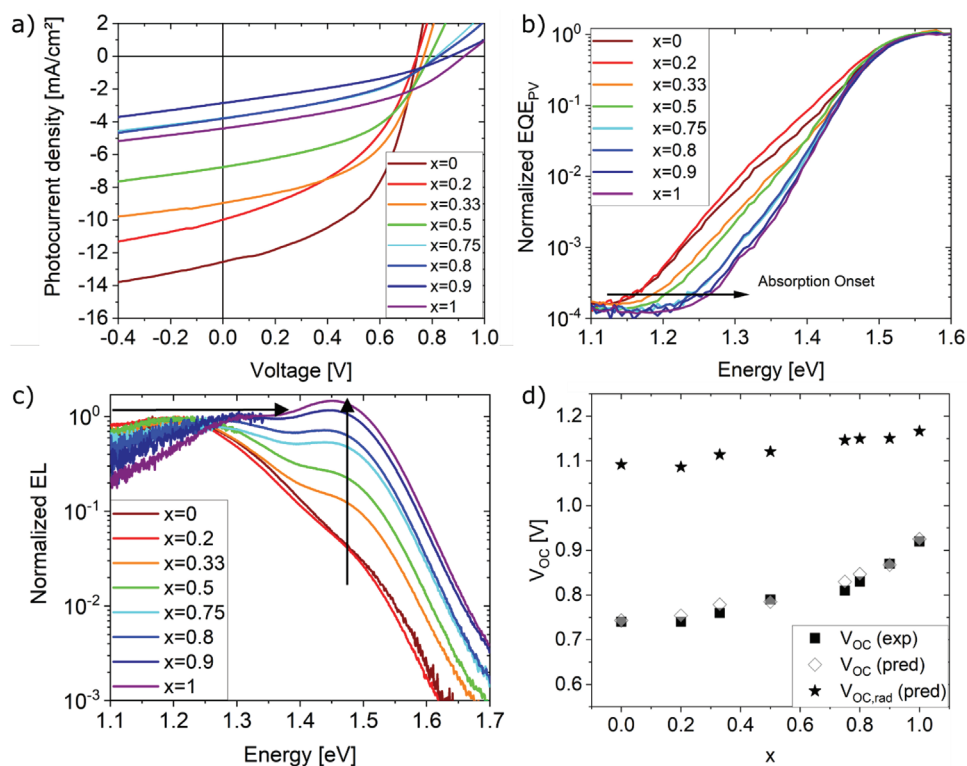 a)
2
0
-2
-4
-6
-8
-10
-12
-14
-16
Photocurrent density [mA/cm²]
x=0
x=0.2
x=0.33
x=0.5
x=0.75
x=0.8
x=0.9
x=1
-0.4 -0.2 0.0 0.2 0.4 0.6 0.8 1.0
Voltage [V]
b)
10⁰
10⁻¹
10⁻²
10⁻³
10⁻⁴
Normalized EQE_PV
x=0
x=0.2
x=0.33
x=0.5
x=0.75
x=0.8
x=0.9
x=1
Absorption Onset
1.1 1.2 1.3 1.4 1.5 1.6
Energy [eV]
c)
10⁰
10⁻¹
10⁻²
10⁻³
Normalized EL
x=0
x=0.2
x=0.33
x=0.5
x=0.75
x=0.8
x=0.9
x=1
1.1 1.2 1.3 1.4 1.5 1.6 1.7
Energy [eV]
d)
1.2
1.1
1.0
0.9
0.8
0.7
0.6
V_OC [V]
V_OC (exp)
V_OC (pred)
V_OC,rad (pred)
0.0 0.2 0.4 0.6 0.8 1.0
x